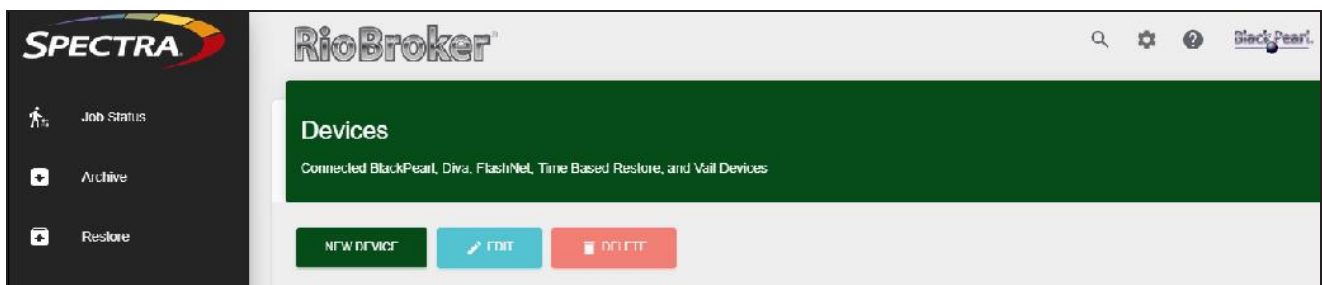 SPECTRA
RioBroker®
BlackPearl.
Job Status
Archive
Restore
Devices
Connected BlackPearl, Diva, FlashNet, Time Based Restore, and Vail Devices
NEW DEVICE
EDIT
DELETE